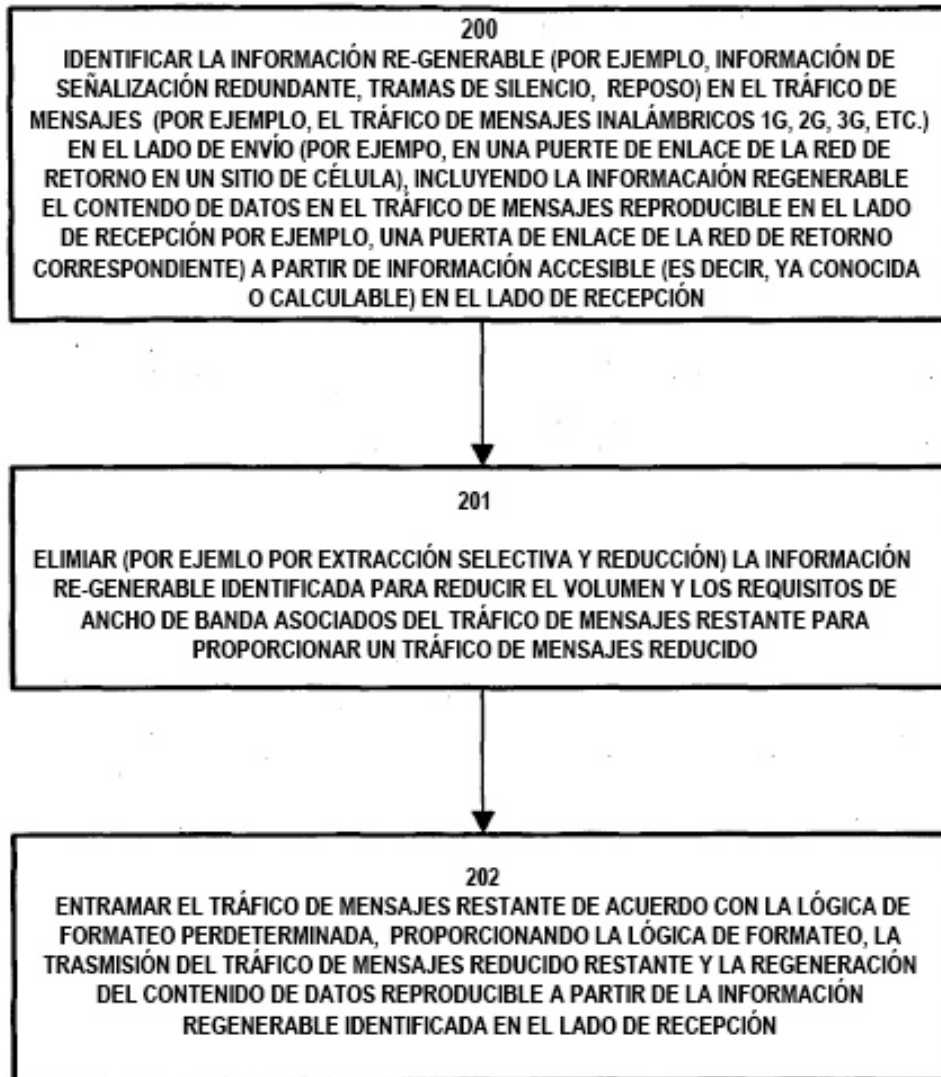 200
IDENTIFICAR LA INFORMACIÓN RE-GENERABLE (POR EJEMPLO, INFORMACIÓN DE
SEÑALIZACIÓN REDUNDANTE, TRAMAS DE SILENCIO, REPOSO) EN EL TRÁFICO DE
MENSAJES (POR EJEMPLO, EL TRÁFICO DE MENSAJES INALÁMBRICOS 1G, 2G, 3G, ETC.)
EN EL LADO DE ENVÍO (POR EJEMPO, EN UNA PUERTE DE ENLACE DE LA RED DE
RETORNO EN UN SITIO DE CÉLULA), INCLUYENDO LA INFORMACAIÓN REGENERABLE
EL CONTENDO DE DATOS EN EL TRÁFICO DE MENSAJES REPRODUCIBLE EN EL LADO
DE RECEPCIÓN POR EJEMPLO, UNA PUERTA DE ENLACE DE LA RED DE RETORNO
CORRESPONDIENTE) A PARTIR DE INFORMACIÓN ACCESIBLE (ES DECIR, YA CONOCIDA
O CALCULABLE) EN EL LADO DE RECEPCIÓN
201
ELIMIAR (POR EJEMLO POR EXTRACCIÓN SELECTIVA Y REDUCCIÓN) LA INFORMACIÓN
RE-GENERABLE IDENTIFICADA PARA REDUCIR EL VOLUMEN Y LOS REQUISITOS DE
ANCHO DE BANDA ASOCIADOS DEL TRÁFICO DE MENSAJES RESTANTE PARA
PROPORCIONAR UN TRÁFICO DE MENSAJES REDUCIDO
202
ENTRAMAR EL TRÁFICO DE MENSAJES RESTANTE DE ACUERDO CON LA LÓGICA DE
FORMATEO PERDETERMINADA, PROPORCIONANDO LA LÓGICA DE FORMATEO, LA
TRASMISIÓN DEL TRÁFICO DE MENSAJES REDUCIDO RESTANTE Y LA REGENERACIÓN
DEL CONTENIDO DE DATOS REPRODUCIBLE A PARTIR DE LA INFORMACIÓN
REGENERABLE IDENTIFICADA EN EL LADO DE RECEPCIÓN